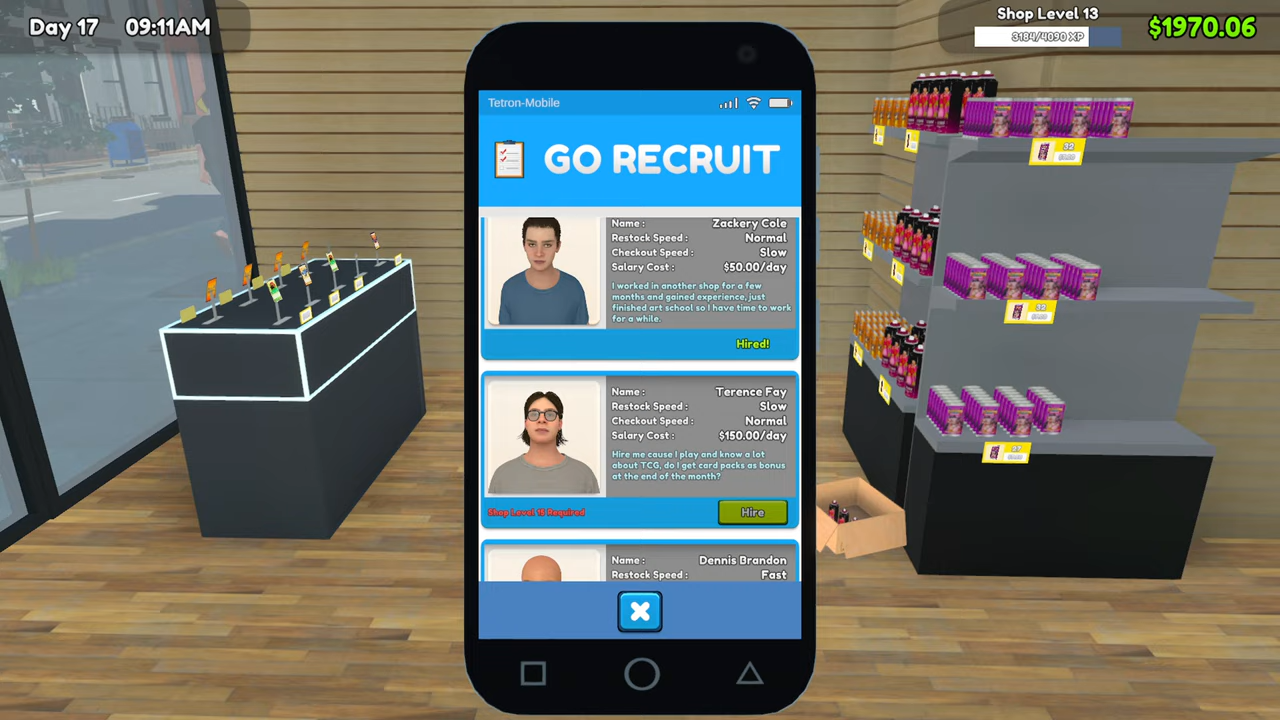 Day 17 09:11AM
Shop Level 13
3184/4090 XP
$1970.06
Tetron-Mobile
GO RECRUIT
Name : Zackery Cole
Restock Speed : Normal
Checkout Speed : Slow
Salary Cost : $50.00/day
I worked in another shop for a few
months and gained experience, just
finished art school so I have time to work
for a while.
Hired!
Name : Terence Fay
Restock Speed : Slow
Checkout Speed : Normal
Salary Cost : $150.00/day
Hire me cause I play and know a lot
about TCG, do I get card packs as bonus
at the end of the month?
Shop Level 18 Required
Hire
Name : Dennis Brandon
Restock Speed : Fast
32
32